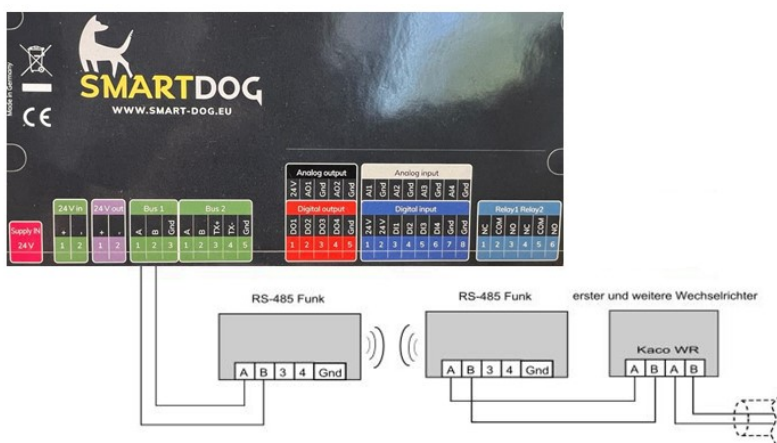 Made in Germany
CE
SMARTDOG
WWW.SMART-DOG.EU
Supply IN
24 V
24 V in
+ -
1 2
24 V out
+ -
1 2
Bus 1
A B Gnd
1 2 3
Bus 2
A B TX+ TX- Gnd
1 2 3 4 5
Analog output
24 V AO1 Gnd AO2 Gnd
Digital output
DO1 DO2 DO3 DO4 Gnd
1 2 3 4 5
Analog input
AI1 Gnd AI2 Gnd AI3 Gnd AI4 Gnd
Digital input
24 V 24 V DI1 DI2 DI3 DI4 Gnd Gnd
1 2 3 4 5 6 7 8
Relay1 Relay2
NC COM NO NC COM NO
1 2 3 4 5 6
RS-485 Funk
A B 3 4 Gnd
RS-485 Funk
A B 3 4 Gnd
erster und weitere Wechselrichter
Kaco WR
A B A B